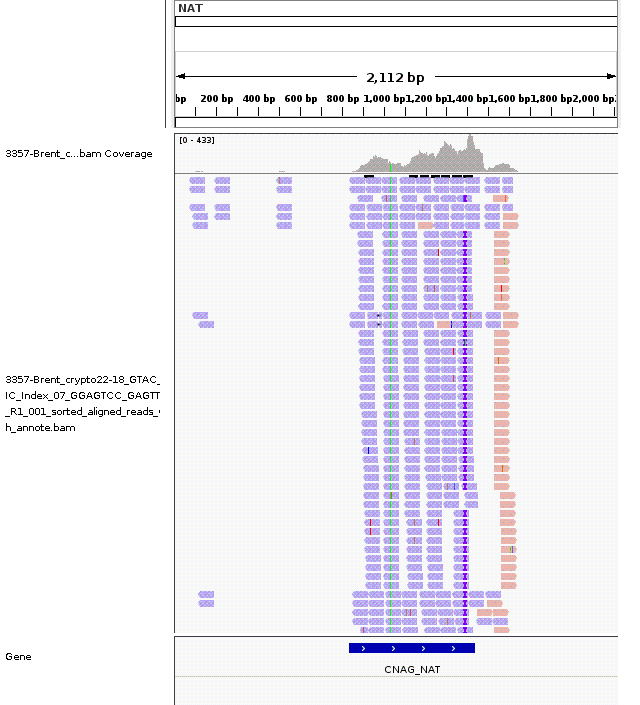 NAT
2,112 bp
bp 200 bp 400 bp 600 bp 800 bp 1,000 bp 1,200 bp 1,400 bp 1,600 bp 1,800 bp 2,000 bp 2,
[0 - 433]
3357-Brent_c...bam Coverage
3357-Brent_crypto22-18_GTAC_
IC_Index_07_GGAGTCC_GAGTT
_R1_001_sorted_aligned_reads_
h_annote.bam
Gene
CNAG_NAT